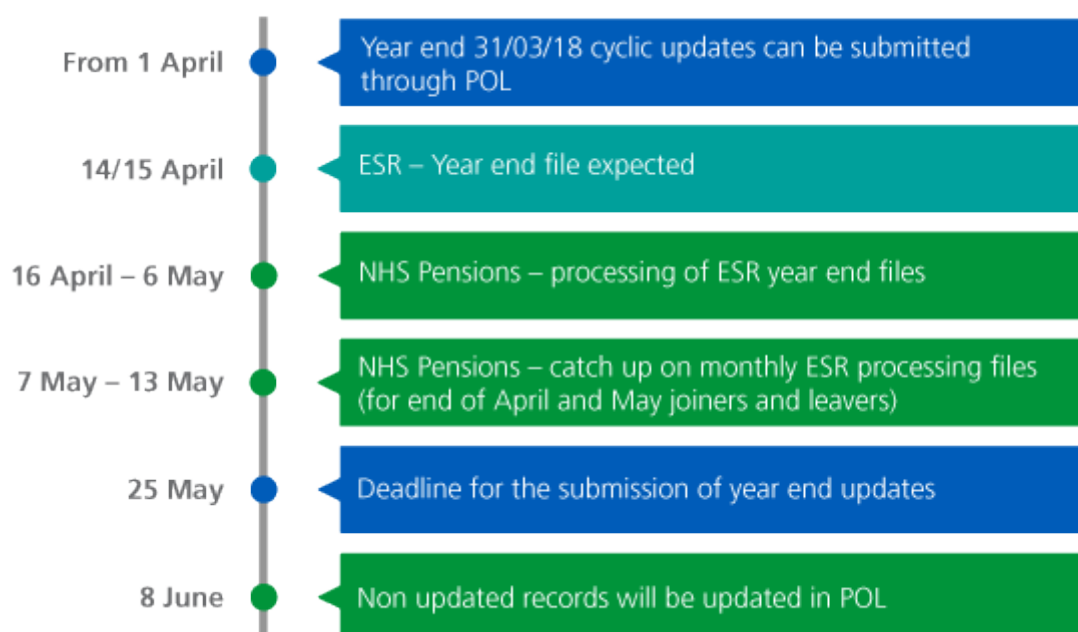 From 1 April
Year end 31/03/18 cyclic updates can be submitted
through POL
14/15 April
ESR – Year end file expected
16 April – 6 May
NHS Pensions – processing of ESR year end files
7 May – 13 May
NHS Pensions – catch up on monthly ESR processing files
(for end of April and May joiners and leavers)
25 May
Deadline for the submission of year end updates
8 June
Non updated records will be updated in POL